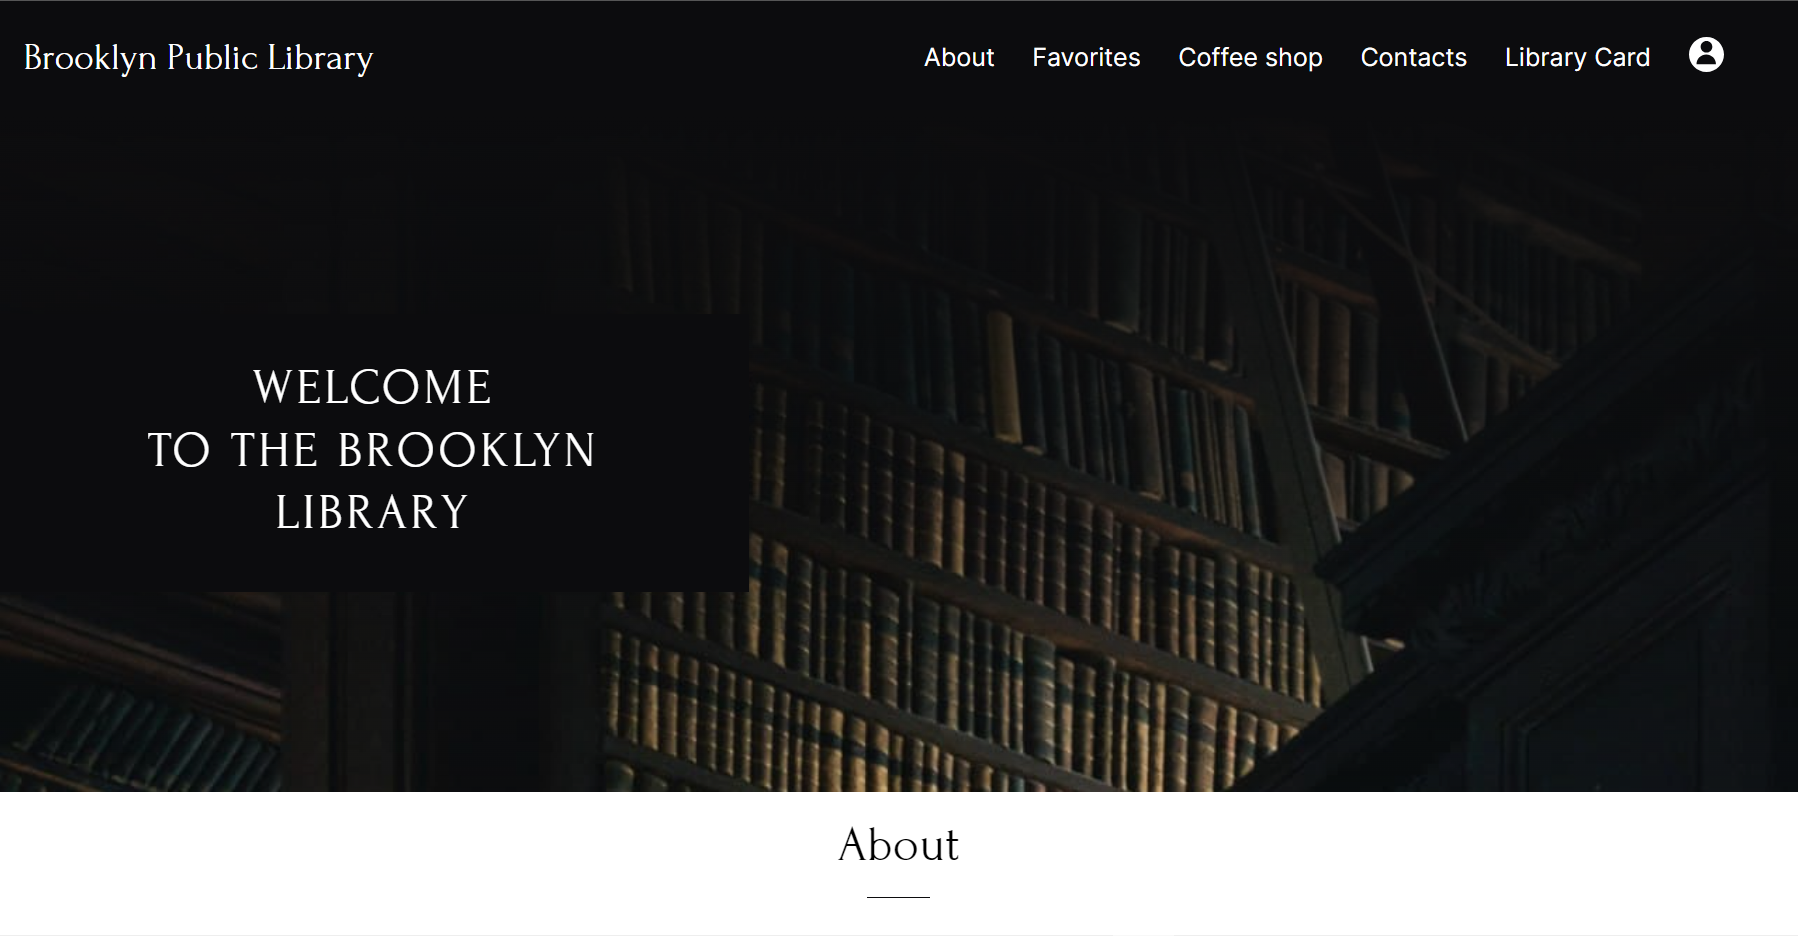 Brooklyn Public Library
About Favorites Coffee shop Contacts Library Card
WELCOME
TO THE BROOKLYN
LIBRARY
About